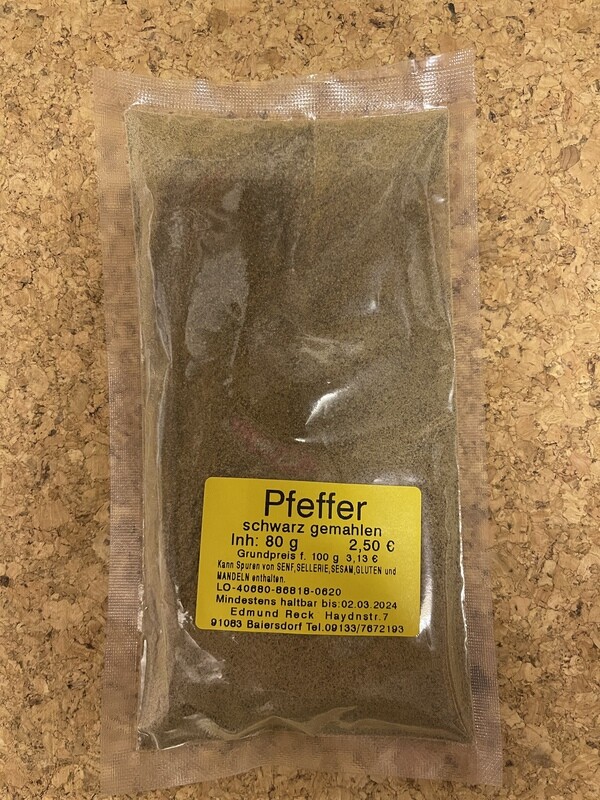 Pfeffer
schwarz gemahlen
Inh: 80 g 2,50 €
Grundpreis f. 100 g 3,13 €
Kann Spuren von SENF,SELLERIE,SESAM,GLUTEN und
MANDELN enthalten.
LO-40680-86818-0620
Mindestens haltbar bis:02.03.2024
Edmund Reck Haydnstr.7
91083 Baiersdorf Tel.09133/7672193